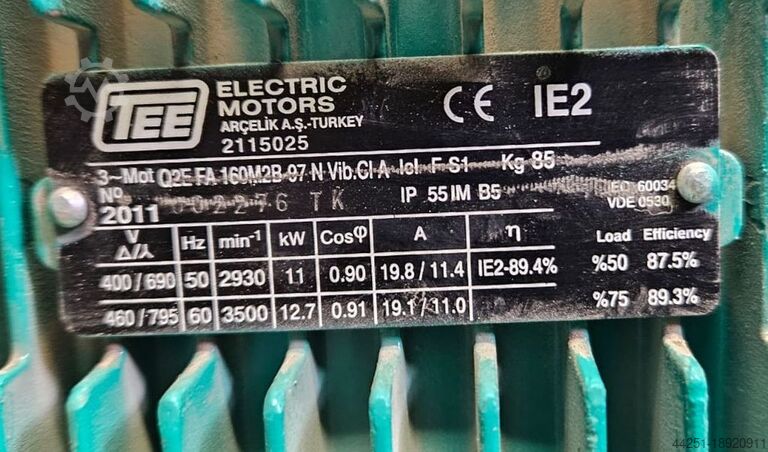 TEE ELECTRIC MOTORS CE IE2
ARÇELİK A.Ş.-TURKEY
2115025
3~Mot Q2E FA 160M2B-97 N Vib.Cl A Icl F S1 Kg 85
No 2011 002276 TK IP 55 IM B5 IEC 60034
VDE 0530
V Δ/⅄ Hz min⁻¹ kW Cosφ A η Load Efficiency
400/690 50 2930 11 0.90 19.8/11.4 IE2-89.4% %50 87.5%
460/795 60 3500 12.7 0.91 19.1/11.0 %75 89.3%
44251-18920911